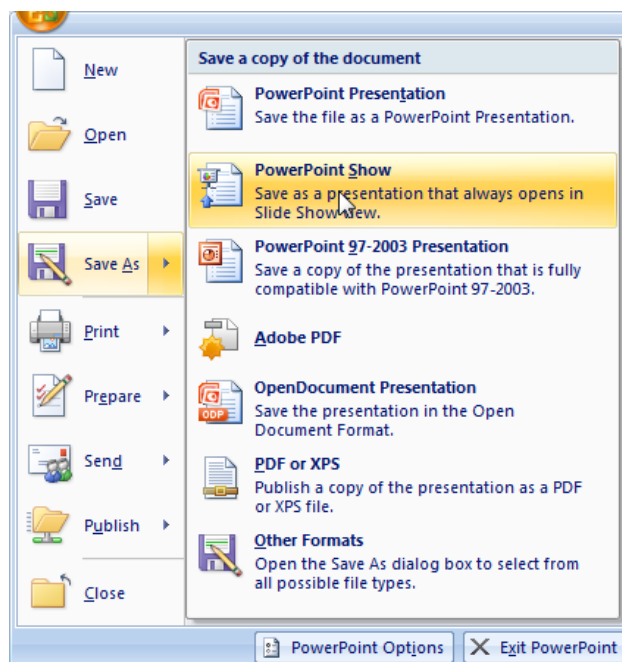 New
Open
Save
Save As
Print
Prepare
Send
Publish
Close
Save a copy of the document
PowerPoint Presentation
Save the file as a PowerPoint Presentation.
PowerPoint Show
Save as a presentation that always opens in
Slide Show view.
PowerPoint 97-2003 Presentation
Save a copy of the presentation that is fully
compatible with PowerPoint 97-2003.
Adobe PDF
OpenDocument Presentation
Save the presentation in the Open
Document Format.
ODP
PDF or XPS
Publish a copy of the presentation as a PDF
or XPS file.
Other Formats
Open the Save As dialog box to select from
all possible file types.
PowerPoint Options
Exit PowerPoint